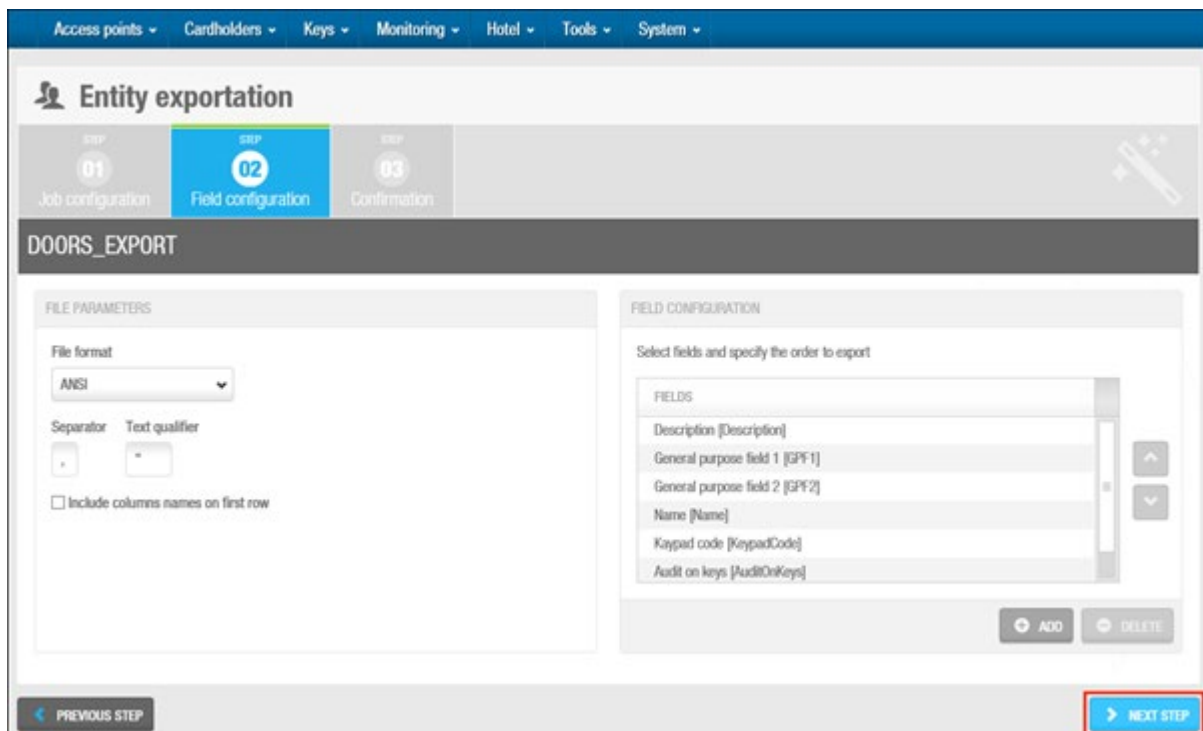 Access points Cardholders Keys Monitoring Hotel Tools System
Entity exportation
STEP STEP STEP
01 02 03
Job configuration Field configuration Confirmation
DOORS_EXPORT
FILE PARAMETERS
File format
ANSI
Separator Text qualifier
, "
Include columns names on first row
FIELD CONFIGURATION
Select fields and specify the order to export
FIELDS
Description [Description]
General purpose field 1 [GPF1]
General purpose field 2 [GPF2]
Name [Name]
Kaypad code [KeypadCode]
Audit on keys [AuditOnKeys]
ADD DELETE
PREVIOUS STEP NEXT STEP